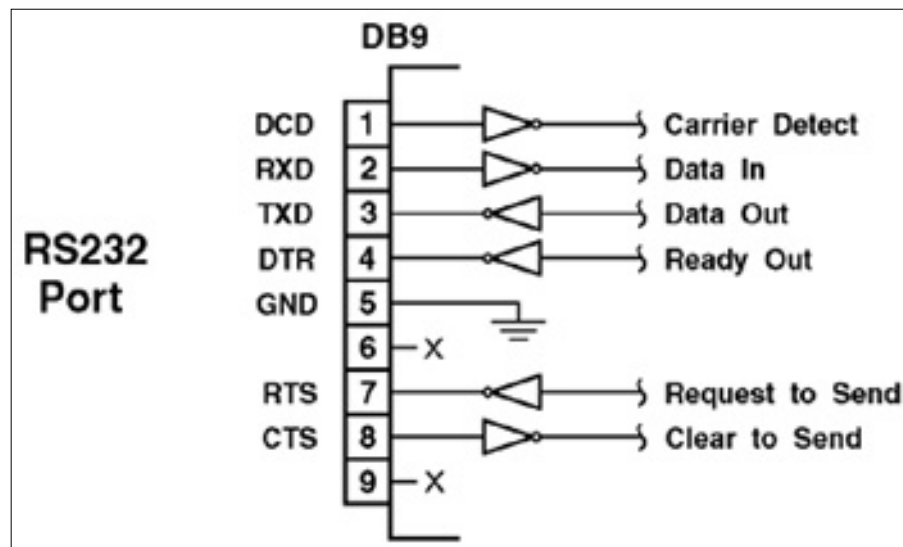 DB9
DCD 1 Carrier Detect
RXD 2 Data In
TXD 3 Data Out
RS232
Port
DTR 4 Ready Out
GND 5
6 X
RTS 7 Request to Send
CTS 8 Clear to Send
9 X